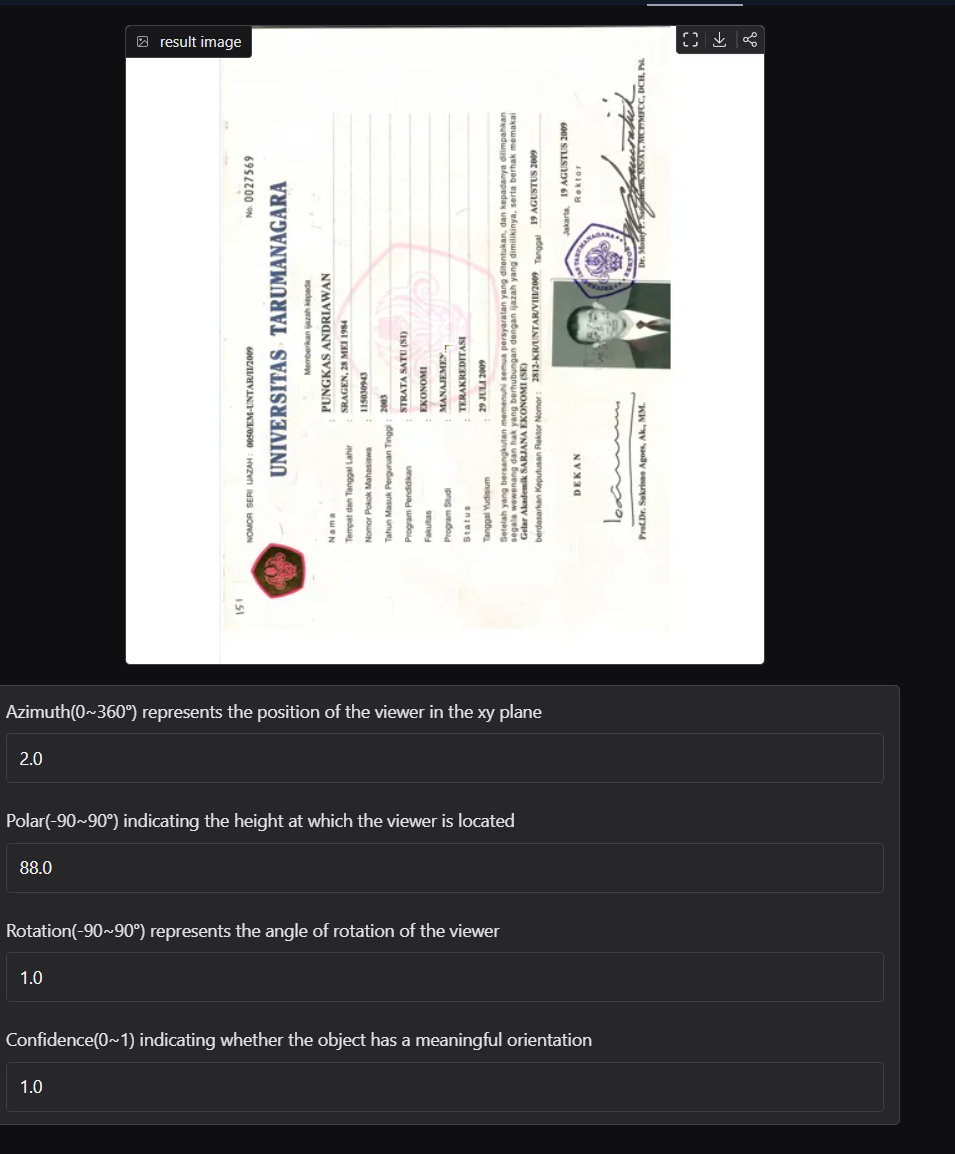 result image
151
NOMOR SERI IJAZAH : 0050/EM-UNTAR/II/2009
No. 0027569
UNIVERSITAS TARUMANAGARA
Memberikan ijazah kepada
Nama : PUNGKAS ANDRIAWAN
Tempat dan Tanggal Lahir : SRAGEN, 28 MEI 1984
Nomor Pokok Mahasiswa : 115030943
Tahun Masuk Perguruan Tinggi : 2003
Program Pendidikan : STRATA SATU (S1)
Fakultas : EKONOMI
Program Studi : MANAJEMEN
Status : TERAKREDITASI
Tanggal Yudisium : 29 JULI 2009
Setelah yang bersangkutan memenuhi semua persyaratan yang ditentukan, dan kepadanya dilimpahkan
segala wewenang dan hak yang berhubungan dengan ijazah yang dimilikinya, serta berhak memakai
Gelar Akademik SARJANA EKONOMI (SE)
berdasarkan Keputusan Rektor Nomor : 2812-KR/UNTAR/VIII/2009 Tanggal 19 AGUSTUS 2009
Jakarta, 19 AGUSTUS 2009
DEKAN
Rektor
Prof.Dr. Sukrisno Agoes, Ak., MM.
Dr. Monty P. MS/AT, MCP/MFCC, DCH, Psi.
Azimuth(0~360°) represents the position of the viewer in the xy plane
2.0
Polar(-90~90°) indicating the height at which the viewer is located
88.0
Rotation(-90~90°) represents the angle of rotation of the viewer
1.0
Confidence(0~1) indicating whether the object has a meaningful orientation
1.0